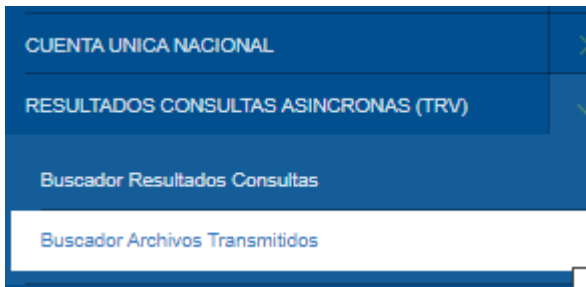 CUENTA UNICA NACIONAL
RESULTADOS CONSULTAS ASINCRONAS (TRV)
Buscador Resultados Consultas
Buscador Archivos Transmitidos